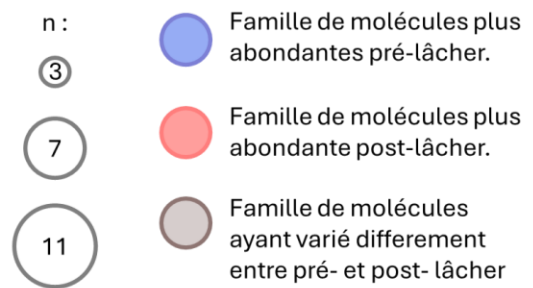 n :
3
7
11
Famille de molécules plus
abondantes pré-lâcher.
Famille de molécules plus
abondante post-lâcher.
Famille de molécules
ayant varié differement
entre pré- et post- lâcher